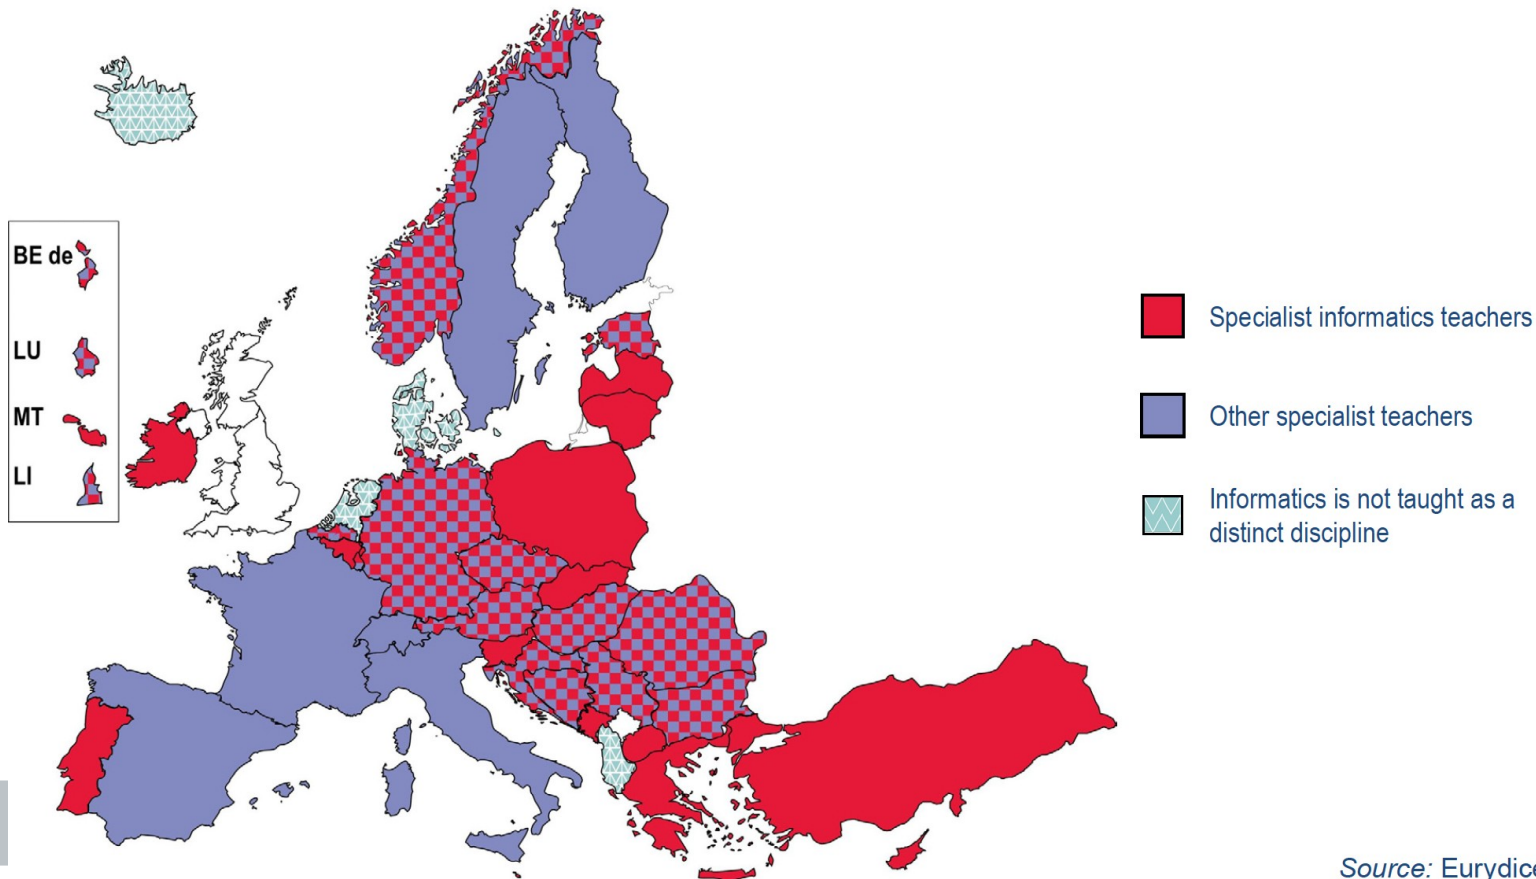 BE de
LU
MT
LI
Specialist informatics teachers
Other specialist teachers
Informatics is not taught as a
distinct discipline
Source: Eurydice